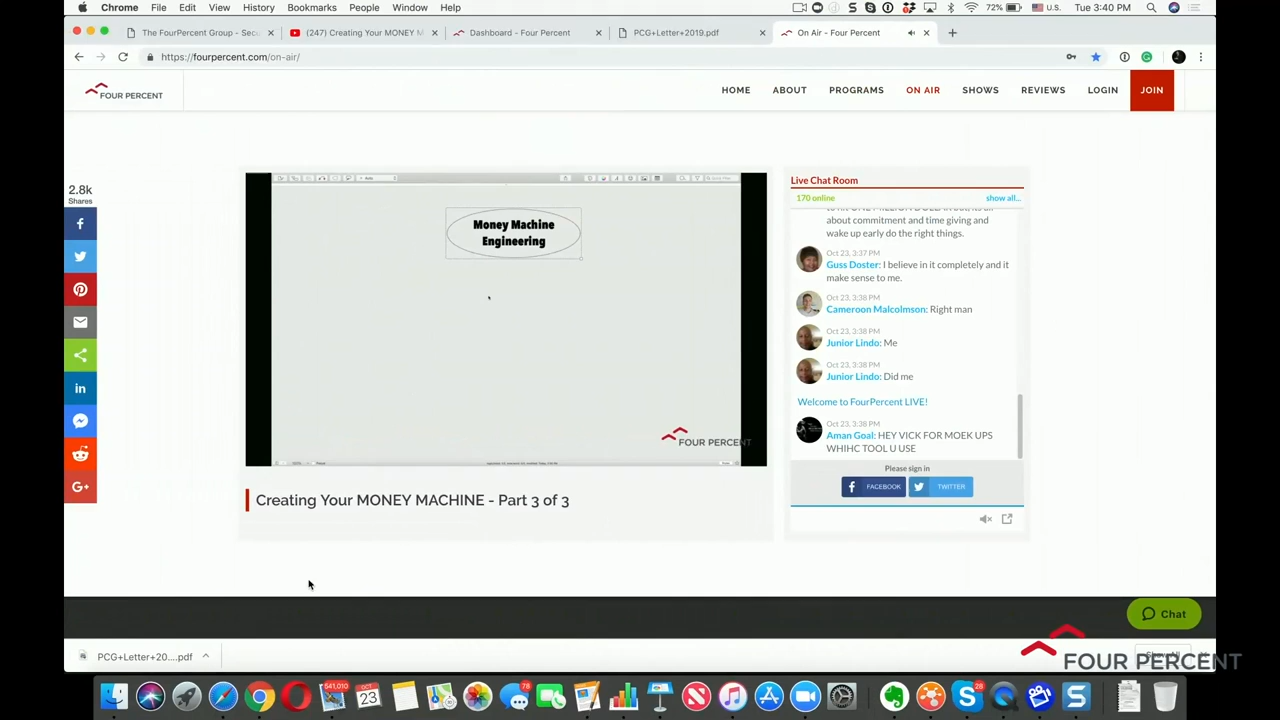 Chrome File Edit View History Bookmarks People Window Help 72% U.S. Tue 3:40 PM
The FourPercent Group - Secu
(247) Creating Your MONEY M
Dashboard - Four Percent
PCG+Letter+2019.pdf
On Air - Four Percent
https://fourpercent.com/on-air/
FOUR PERCENT
HOME ABOUT PROGRAMS ON AIR SHOWS REVIEWS LOGIN JOIN
2.8k
Shares
Money Machine
Engineering
FOUR PERCENT
Creating Your MONEY MACHINE - Part 3 of 3
Live Chat Room
170 online show all...
about commitment and time giving and
wake up early do the right things.
Oct 23, 3:37 PM
Guss Doster: I believe in it completely and it
make sense to me.
Oct 23, 3:38 PM
Cameroon Malcolmson: Right man
Oct 23, 3:38 PM
Junior Lindo: Me
Oct 23, 3:38 PM
Junior Lindo: Did me
Welcome to FourPercent LIVE!
Oct 23, 3:38 PM
Aman Goal: HEY VICK FOR MOEK UPS
WHIHC TOOL U USE
Please sign in
FACEBOOK TWITTER
Chat
PCG+Letter+20....pdf
FOUR PERCENT
541,010
OCT
23
78
28